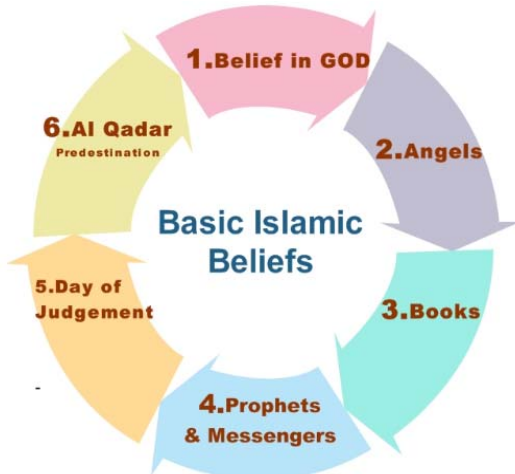 1.Belief in GOD
2.Angels
3.Books
4.Prophets
& Messengers
5.Day of
Judgement
6.Al Qadar
Predestination
Basic Islamic
Beliefs
-